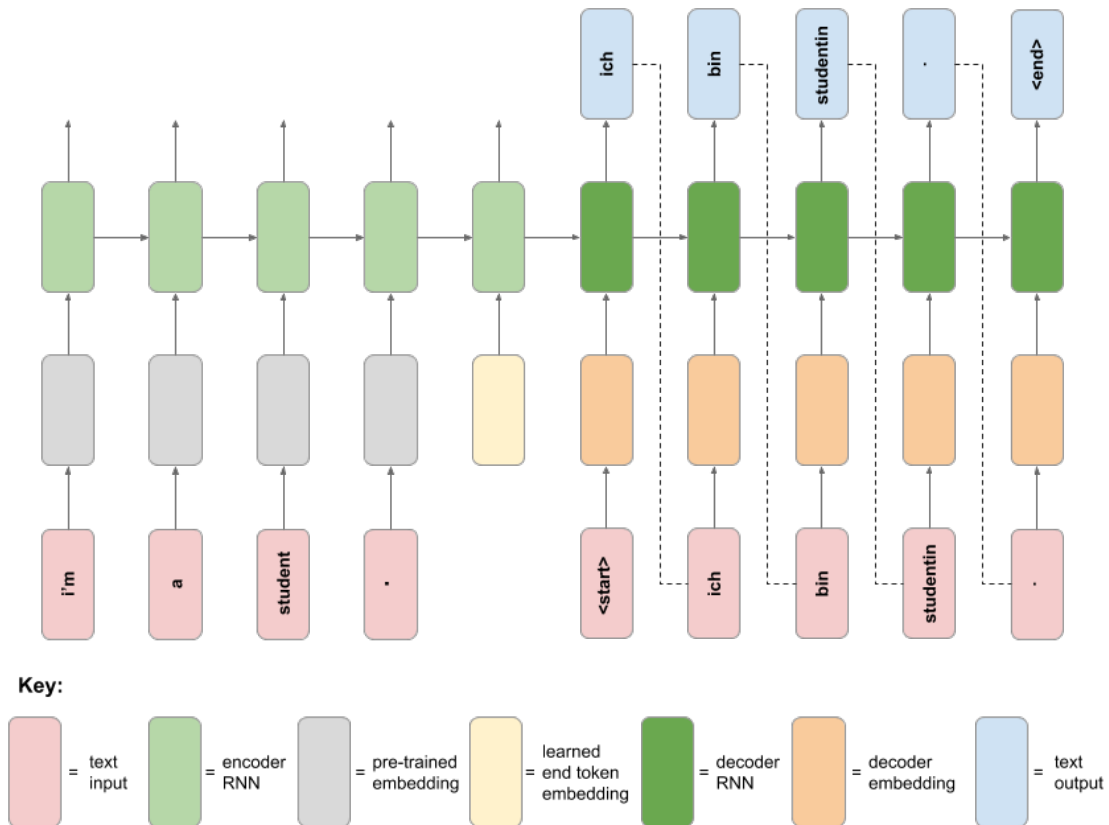 ich
bin
studentin
.
<end>
i'm
a
student
.
<start>
ich
bin
studentin
.
Key:
= text
input
= encoder
RNN
= pre-trained
embedding
= learned
end token
embedding
= decoder
RNN
= decoder
embedding
= text
output